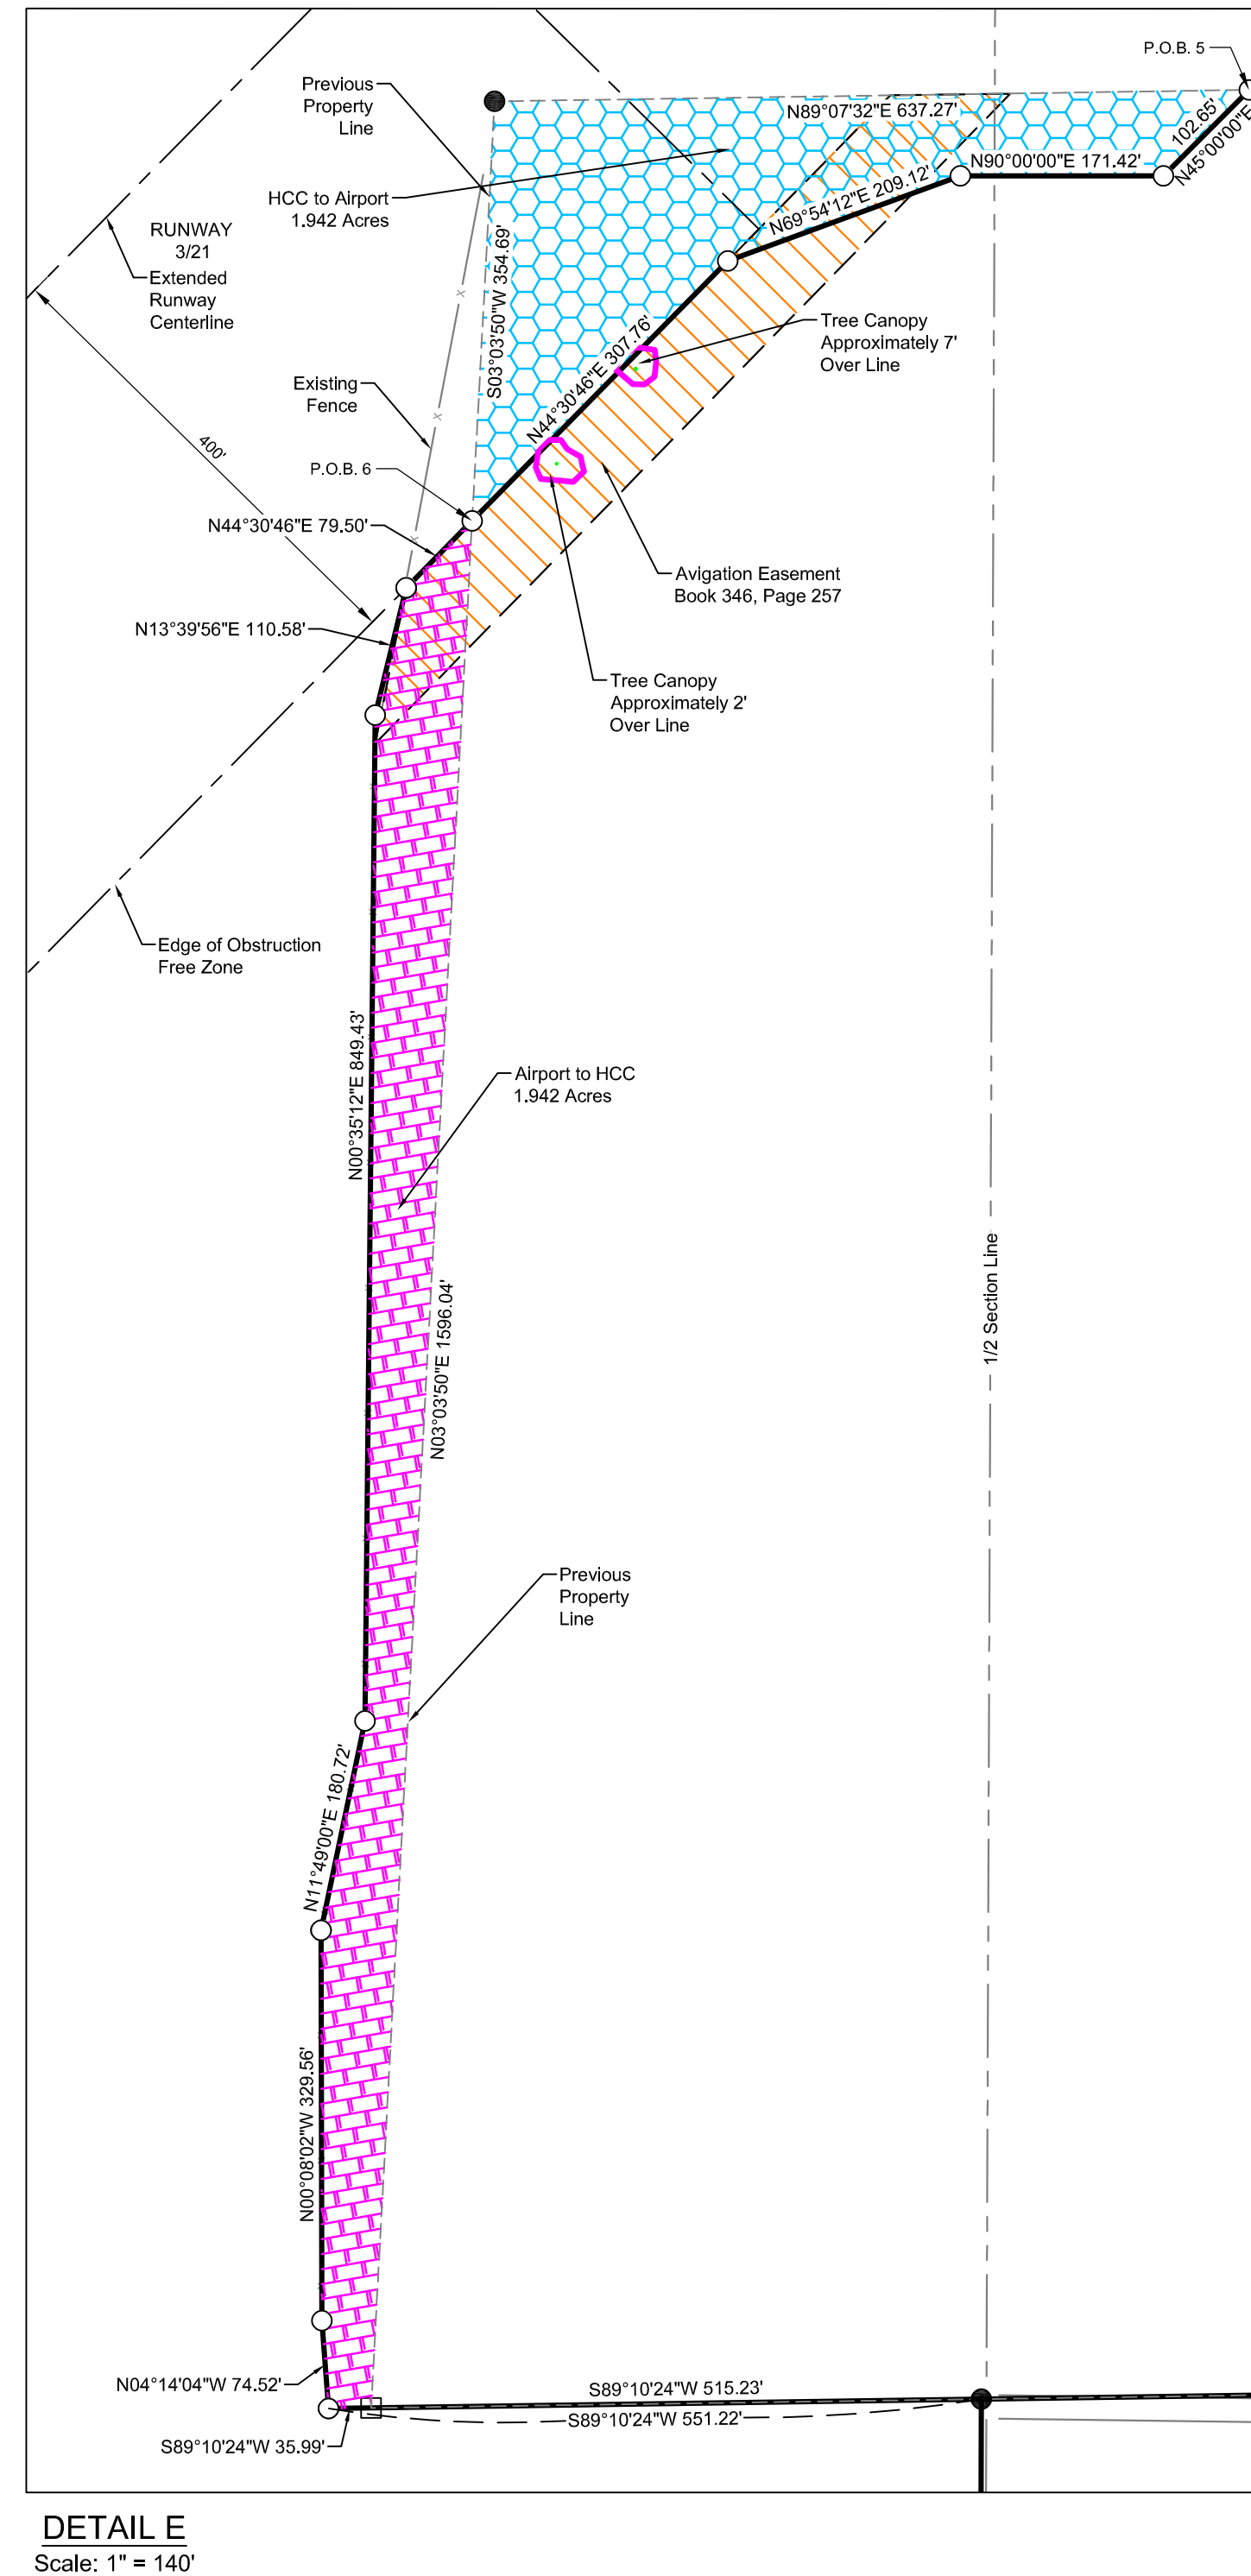 P.O.B. 5
Previous
Property
Line
N89°07'32"E 637.27'
102.65'
N45°00'00"E
N90°00'00"E 171.42'
HCC to Airport
1.942 Acres
N69°54'12"E 209.12'
RUNWAY
3/21
Extended
Runway
Centerline
S03°03'50"W 354.69'
Tree Canopy
Approximately 7'
Over Line
N44°30'46"E 307.76'
Existing
Fence
400'
P.O.B. 6
N44°30'46"E 79.50'
Avigation Easement
Book 346, Page 257
N13°39'56"E 110.58'
Tree Canopy
Approximately 2'
Over Line
Edge of Obstruction
Free Zone
N00°35'12"E 849.43'
Airport to HCC
1.942 Acres
1/2 Section Line
N03°03'50"E 1596.04'
Previous
Property
Line
N11°49'00"E 180.72'
N00°08'02"W 329.56'
N04°14'04"W 74.52'
S89°10'24"W 515.23'
S89°10'24"W 551.22'
S89°10'24"W 35.99'
DETAIL E
Scale: 1" = 140'